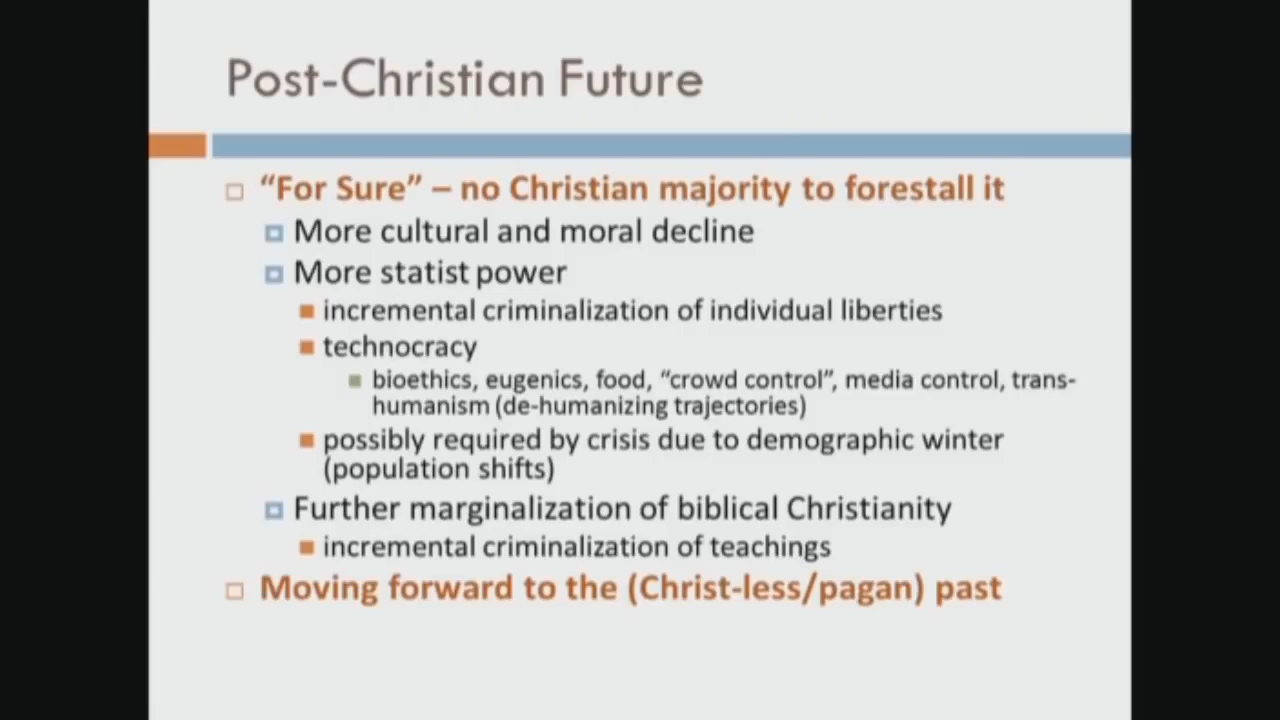 Post-Christian Future
“For Sure” – no Christian majority to forestall it
More cultural and moral decline
More statist power
incremental criminalization of individual liberties
technocracy
bioethics, eugenics, food, “crowd control”, media control, trans-
humanism (de-humanizing trajectories)
possibly required by crisis due to demographic winter
(population shifts)
Further marginalization of biblical Christianity
incremental criminalization of teachings
Moving forward to the (Christ-less/pagan) past